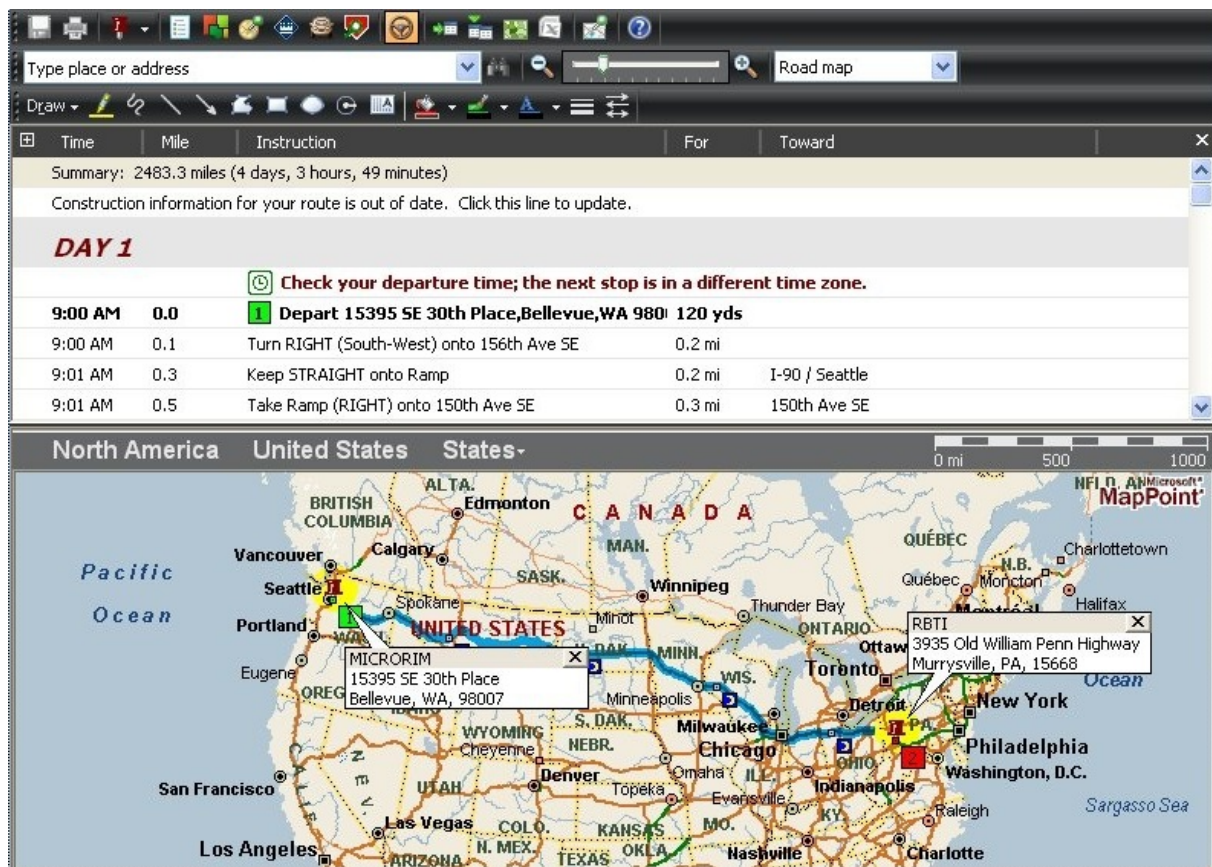 Type place or address
Road map
Draw
Time Mile Instruction For Toward
Summary: 2483.3 miles (4 days, 3 hours, 49 minutes)
Construction information for your route is out of date. Click this line to update.
DAY 1
Check your departure time; the next stop is in a different time zone.
9:00 AM 0.0 1 Depart 15395 SE 30th Place,Bellevue,WA 980 120 yds
9:00 AM 0.1 Turn RIGHT (South-West) onto 156th Ave SE 0.2 mi
9:01 AM 0.3 Keep STRAIGHT onto Ramp 0.2 mi I-90 / Seattle
9:01 AM 0.5 Take Ramp (RIGHT) onto 150th Ave SE 0.3 mi 150th Ave SE
North America United States States
0 mi 500 1000
Microsoft
MapPoint
ALTA.
BRITISH
COLUMBIA
Edmonton
CANADA
MAN.
QUÉBEC
Vancouver
Calgary
N.B.
Charlottetown
Pacific
Ocean
SASK.
Winnipeg
Québec
Moncton
Seattle
Spokane
Thunder Bay
Montréal
Halifax
1
Portland
UNITED STATES
Minot
ONTARIO
Ottaw
RBTI
3935 Old William Penn Highway
Murrysville, PA, 15668
Ocean
MICRORIM
15395 SE 30th Place
Bellevue, WA, 98007
Eugene
OREG
MINN.
WIS.
Toronto
Minneapolis
Detroit
New York
S. DAK.
Milwaukee
PA.
WYOMING
Cheyenne
NEBR.
Chicago
OHIO
2
Philadelphia
Washington, D.C.
San Francisco
UTAH
Denver
Omaha
ILL.
Indianapolis
Topeka
Evansville
KY.
Raleigh
Sargasso Sea
Las Vegas
COLO.
KANSAS
MO.
Los Angeles
ARIZONA
N. MEX.
TEXAS
OKLA
Nashville
Charlotte